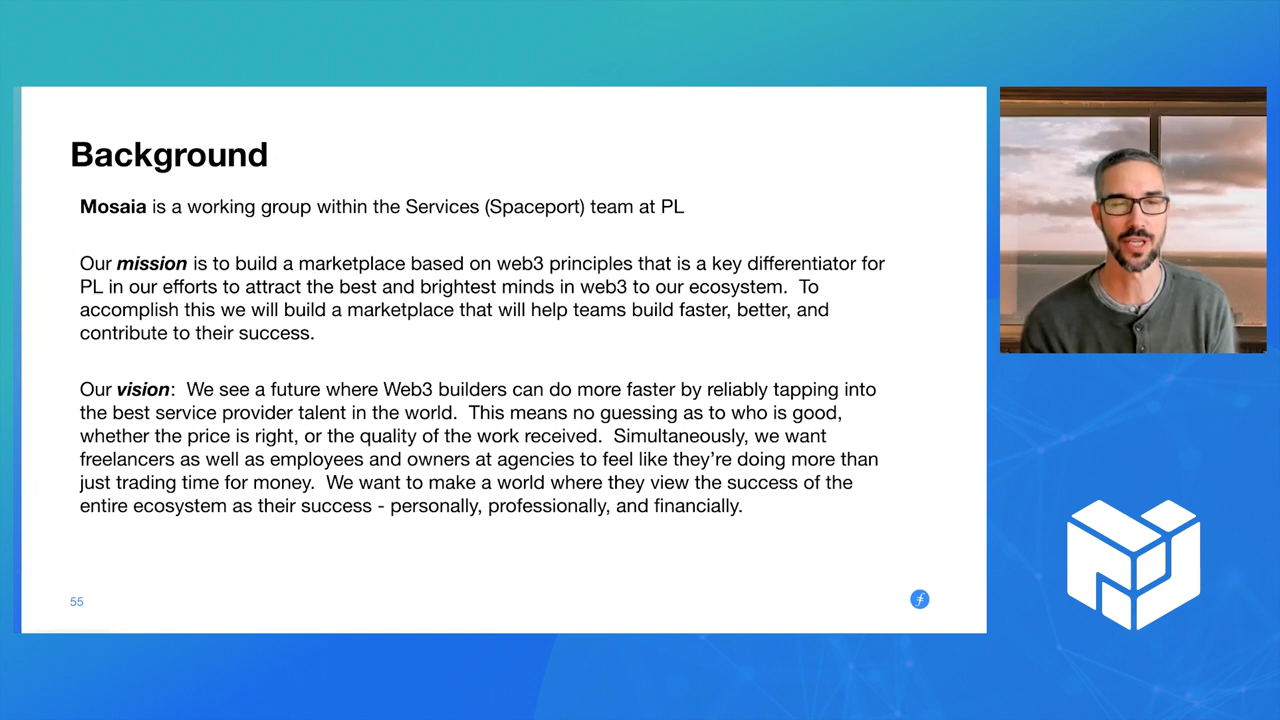 Background
Mosaia is a working group within the Services (Spaceport) team at PL
Our mission is to build a marketplace based on web3 principles that is a key differentiator for
PL in our efforts to attract the best and brightest minds in web3 to our ecosystem.  To
accomplish this we will build a marketplace that will help teams build faster, better, and
contribute to their success.
Our vision:  We see a future where Web3 builders can do more faster by reliably tapping into
the best service provider talent in the world.  This means no guessing as to who is good,
whether the price is right, or the quality of the work received.  Simultaneously, we want
freelancers as well as employees and owners at agencies to feel like they’re doing more than
just trading time for money.  We want to make a world where they view the success of the
entire ecosystem as their success - personally, professionally, and financially.
55